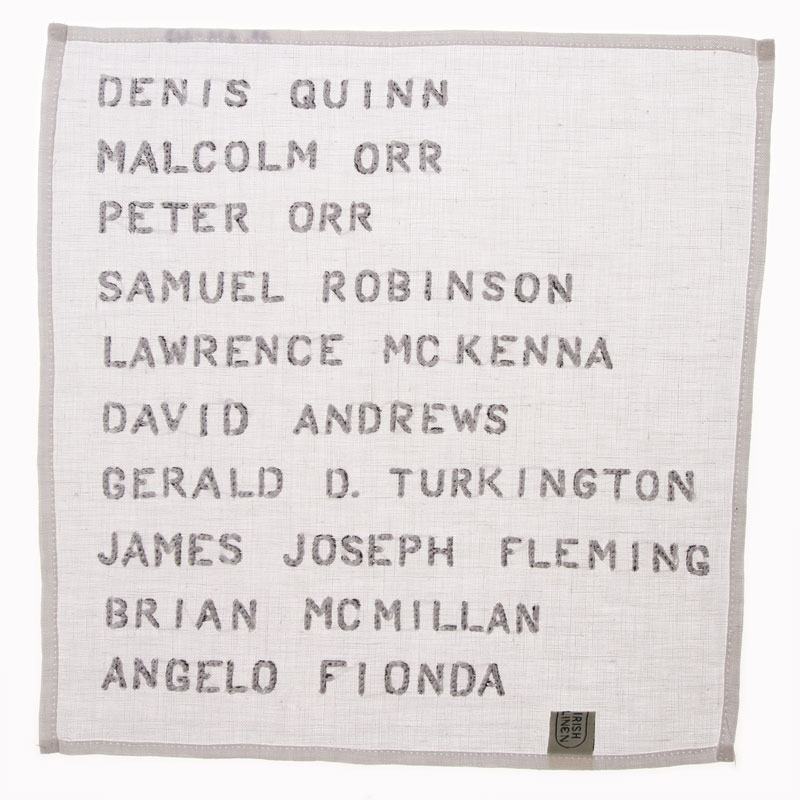 DENIS QUINN
MALCOLM ORR
PETER ORR
SAMUEL ROBINSON
LAWRENCE MC KENNA
DAVID ANDREWS
GERALD D. TURKINGTON
JAMES JOSEPH FLEMING
BRIAN MCMILLAN
ANGELO FIONDA
IRISH
LINEN